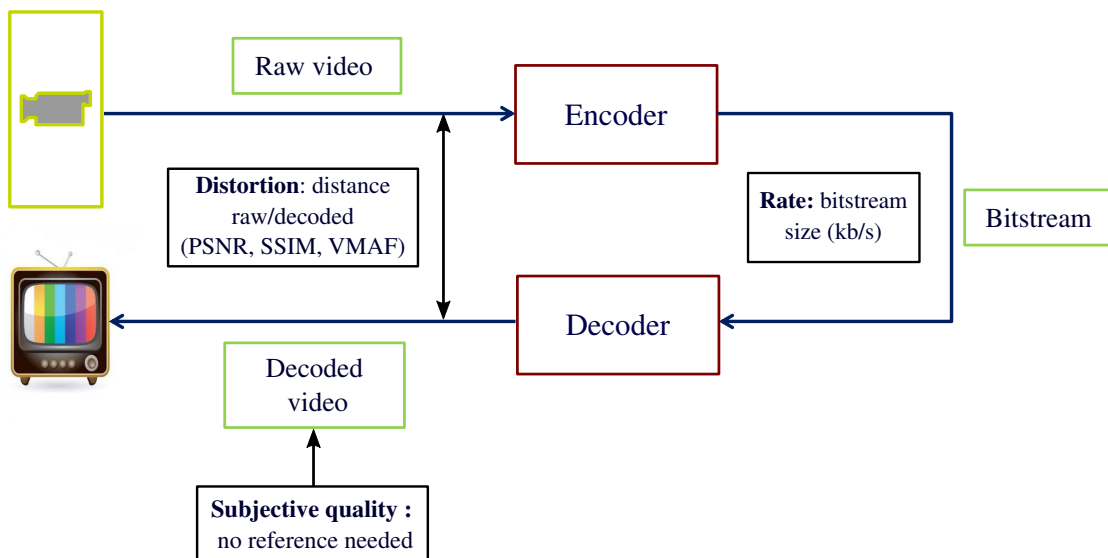 Raw video
Encoder
Distortion: distance
raw/decoded
(PSNR, SSIM, VMAF)
Rate: bitstream
size (kb/s)
Bitstream
Decoder
Decoded
video
Subjective quality :
no reference needed